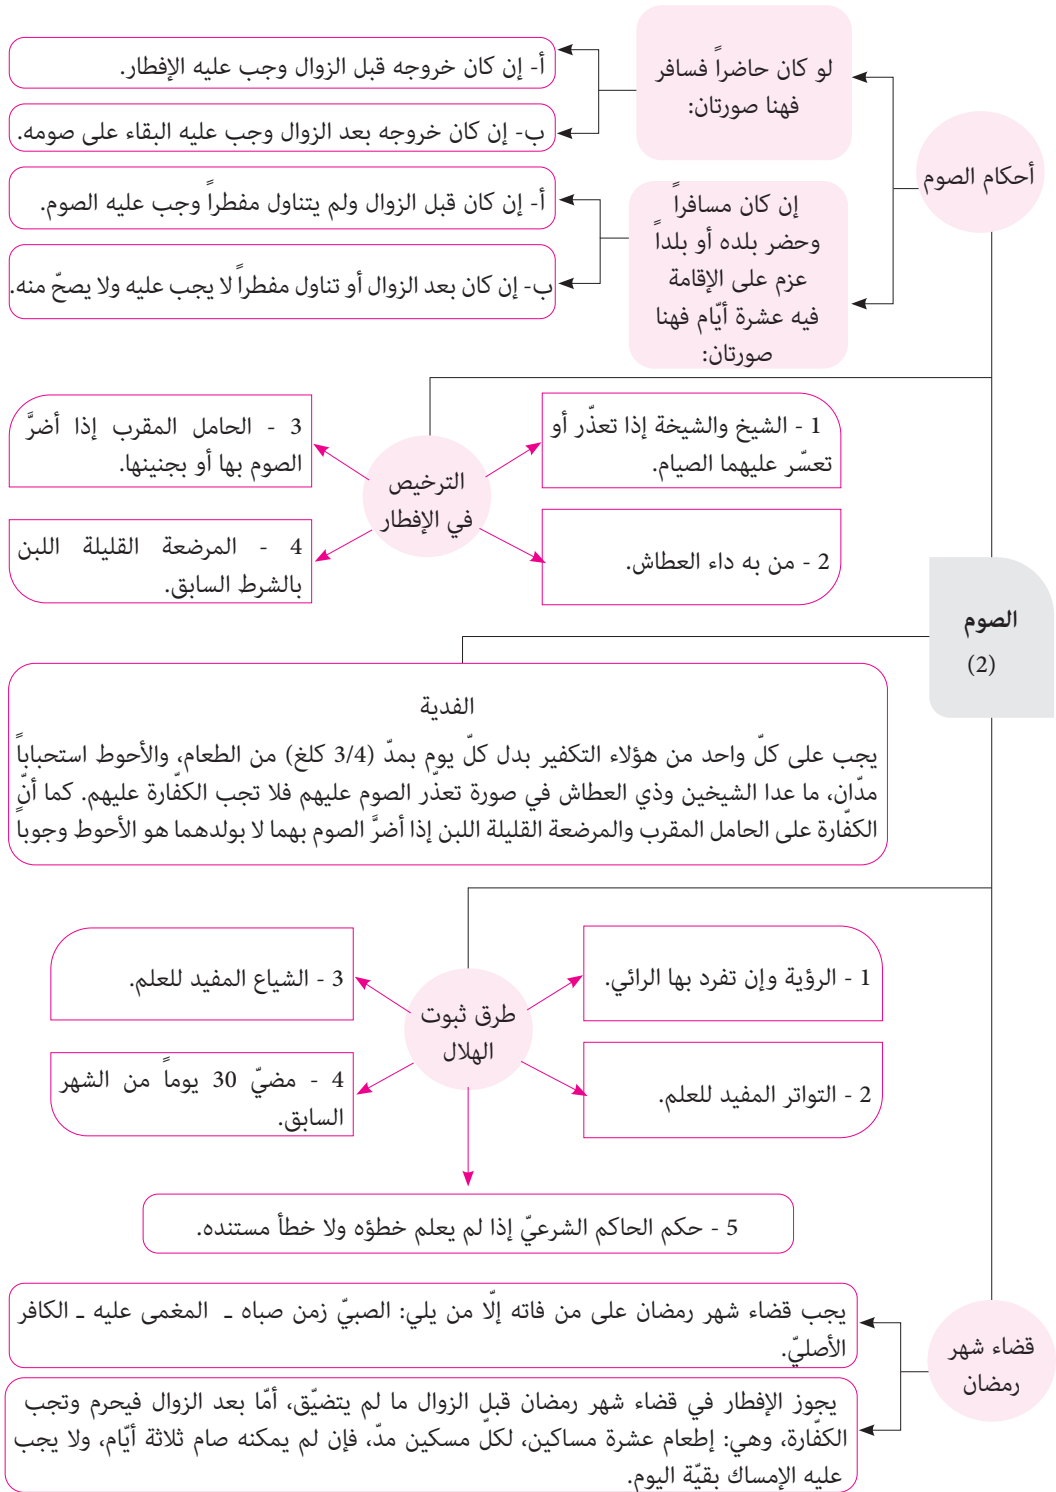 أحكام الصوم
لو كان حاضراً فسافر
فهنا صورتان:
أ- إن كان خروجه قبل الزوال وجب عليه الإفطار.
ب- إن كان خروجه بعد الزوال وجب عليه البقاء على صومه.
إن كان مسافراً
وحضر بلده أو بلداً
عزم على الإقامة
فيه عشرة أيّام فهنا
صورتان:
أ- إن كان قبل الزوال ولم يتناول مفطراً وجب عليه الصوم.
ب- إن كان بعد الزوال أو تناول مفطراً لا يجب عليه ولا يصحّ منه.
الترخيص
في الإفطار
1 - الشيخ والشيخة إذا تعذّر أو
تعسّر عليهما الصيام.
2 - من به داء العطاش.
3 - الحامل المقرب إذا أضرَّ
الصوم بها أو بجنينها.
4 - المرضعة القليلة اللبن
بالشرط السابق.
الصوم
(2)
الفدية
يجب على كلّ واحد من هؤلاء التكفير بدل كلّ يوم بمدّ (3/4 كلغ) من الطعام، والأحوط استحباباً
مدّان، ما عدا الشيخين وذي العطاش في صورة تعذّر الصوم عليهم فلا تجب الكفّارة عليهم. كما أنّ
الكفّارة على الحامل المقرب والمرضعة القليلة اللبن إذا أضرَّ الصوم بهما لا بولدهما هو الأحوط وجوباً
طرق ثبوت
الهلال
1 - الرؤية وإن تفرد بها الرائي.
2 - التواتر المفيد للعلم.
3 - الشياع المفيد للعلم.
4 - مضيّ 30 يوماً من الشهر
السابق.
5 - حكم الحاكم الشرعيّ إذا لم يعلم خطؤه ولا خطأ مستنده.
قضاء شهر
رمضان
يجب قضاء شهر رمضان على من فاته إلّا من يلي: الصبيّ زمن صباه ـ المغمى عليه ـ الكافر
الأصليّ.
يجوز الإفطار في قضاء شهر رمضان قبل الزوال ما لم يتضيّق، أمّا بعد الزوال فيحرم وتجب
الكفّارة، وهي: إطعام عشرة مساكين، لكلّ مسكين مدّ، فإن لم يمكنه صام ثلاثة أيّام، ولا يجب
عليه الإمساك بقيّة اليوم.